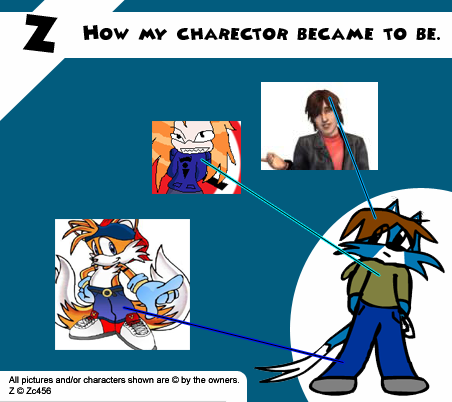 Z How my charector became to be.
All pictures and/or characters shown are © by the owners.
Z © Zc456